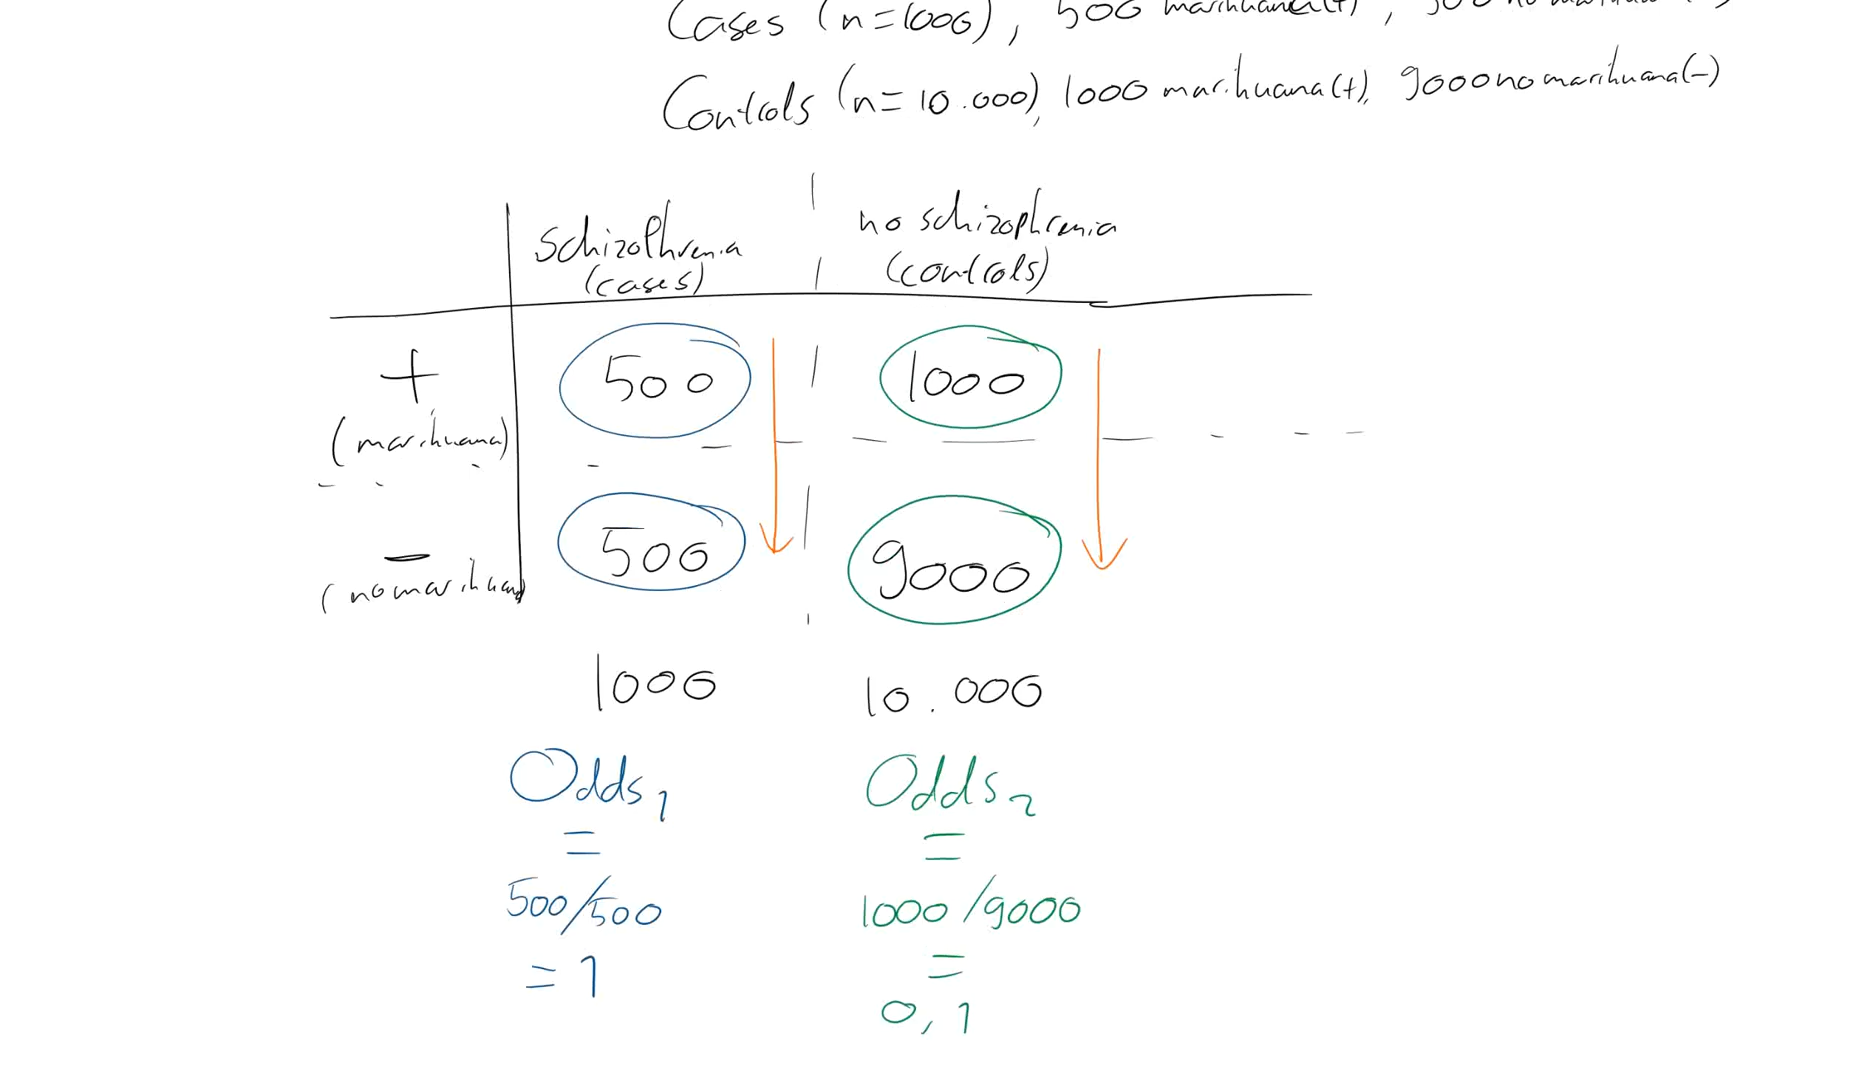 Cases (n=1000), 500 marihuana(+), 500 no marihuana(-)
Controls (n=10.000), 1000 marihuana(+), 9000 no marihuana(-)
schizophrenia no schizophrenia
(cases) (controls)
+ 500 1000
(marihuana)
- 500 9000
(no marihuana)
1000 10.000
Odds1 Odds2
= =
500/500 1000/9000
= 1 =
0,1